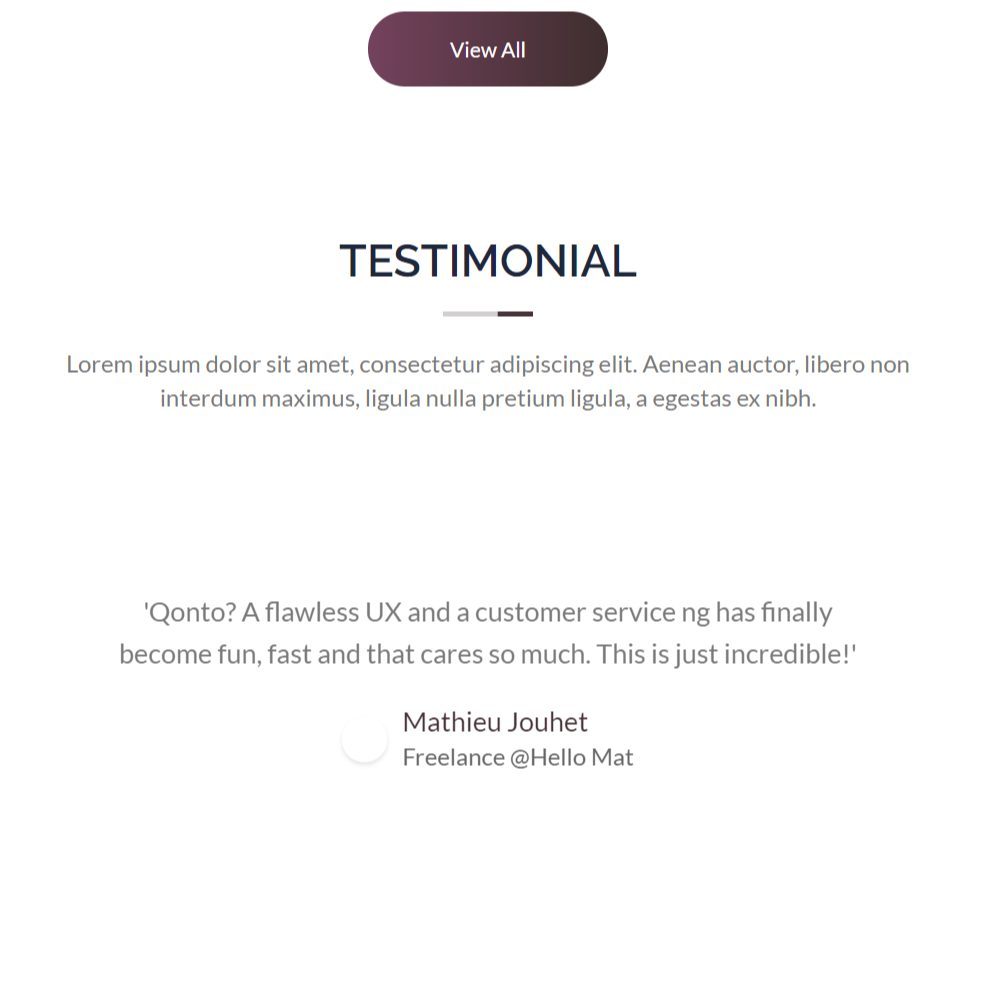 View All
TESTIMONIAL
Lorem ipsum dolor sit amet, consectetur adipiscing elit. Aenean auctor, libero non
interdum maximus, ligula nulla pretium ligula, a egestas ex nibh.
'Qonto? A flawless UX and a customer service ng has finally
become fun, fast and that cares so much. This is just incredible!'
Mathieu Jouhet
Freelance @Hello Mat